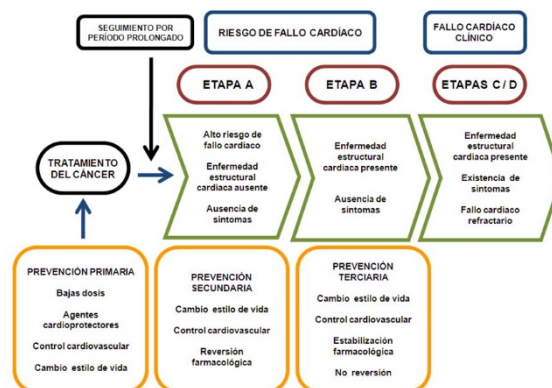 SEGUIMIENTO POR
PERÍODO PROLONGADO
RIESGO DE FALLO CARDÍACO
FALLO CARDÍACO
CLÍNICO
ETAPA A
ETAPA B
ETAPAS C / D
TRATAMIENTO
DEL CÁNCER
Alto riesgo de
fallo cardiaco
Enfermedad
estructural
cardiaca ausente
Ausencia de
sintomas
Enfermedad
estructural
cardiaca presente
Ausencia de
sintomas
Enfermedad
estructural
cardiaca presente
Existencia de
sintomas
Fallo cardiaco
refractario
PREVENCIÓN PRIMARIA
Bajas dosis
Agentes
cardioprotectores
Control cardiovascular
Cambio estilo de vida
PREVENCIÓN
SECUNDARIA
Cambio estilo de vida
Control cardiovascular
Reversión
farmacológica
PREVENCIÓN
TERCIARIA
Cambio estilo de vida
Control cardiovascular
Estabilización
farmacológica
No reversión